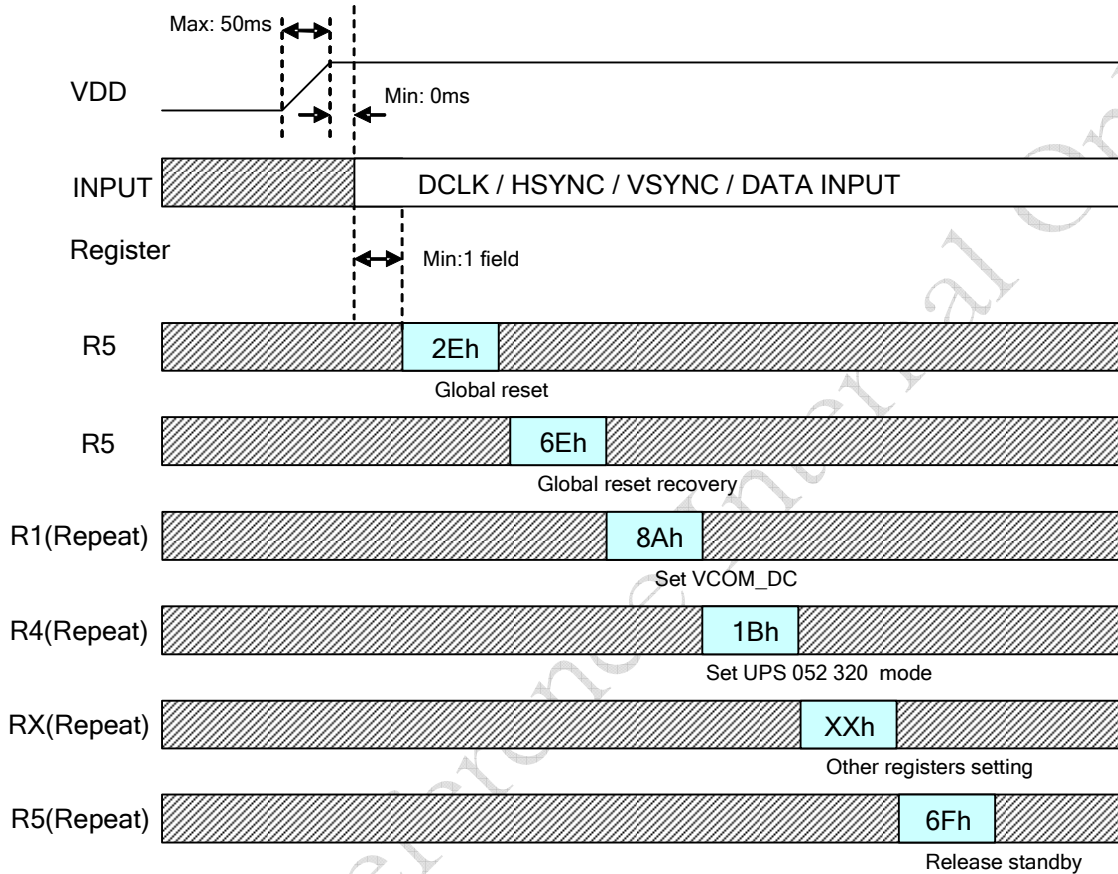 Max: 50ms
VDD
Min: 0ms
INPUT
DCLK / HSYNC / VSYNC / DATA INPUT
Register
Min:1 field
R5
2Eh
Global reset
R5
6Eh
Global reset recovery
R1(Repeat)
8Ah
Set VCOM_DC
R4(Repeat)
1Bh
Set UPS 052 320 mode
RX(Repeat)
XXh
Other registers setting
R5(Repeat)
6Fh
Release standby
Internal